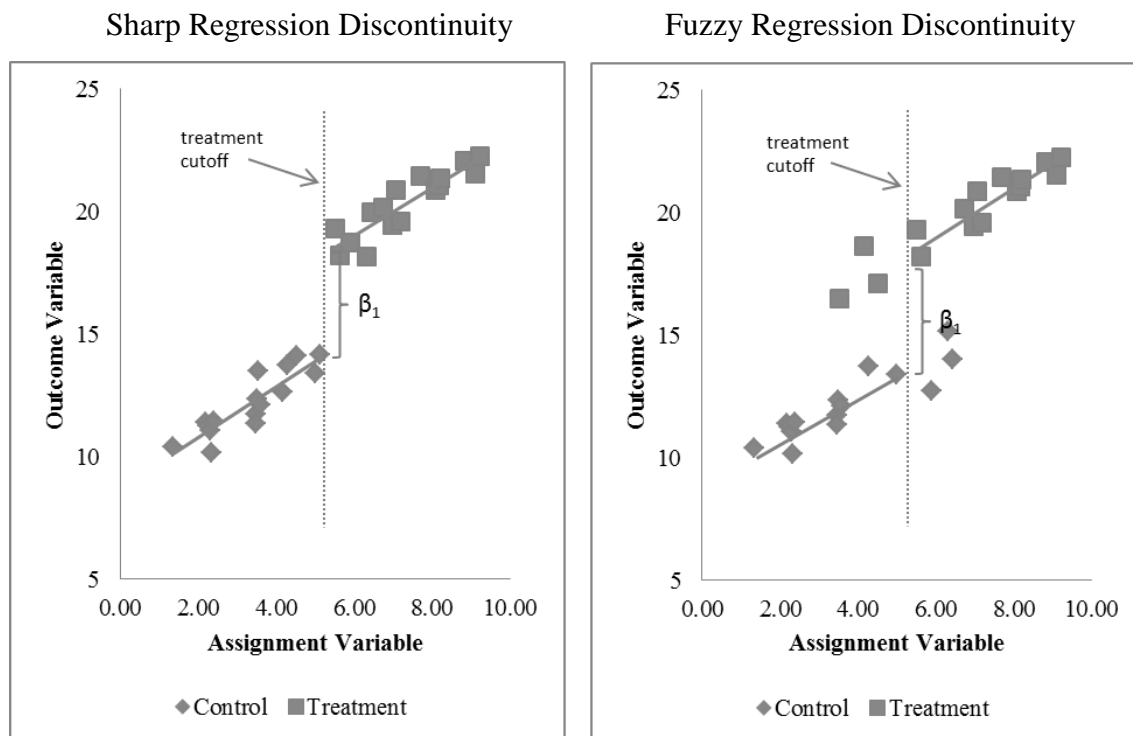 Sharp Regression Discontinuity
25
20
15
10
5
Outcome Variable
treatment
cutoff
β1
0.00 2.00 4.00 6.00 8.00 10.00
Assignment Variable
Control Treatment
Fuzzy Regression Discontinuity
25
20
15
10
5
Outcome Variable
treatment
cutoff
β1
0.00 2.00 4.00 6.00 8.00 10.00
Assignment Variable
Control Treatment